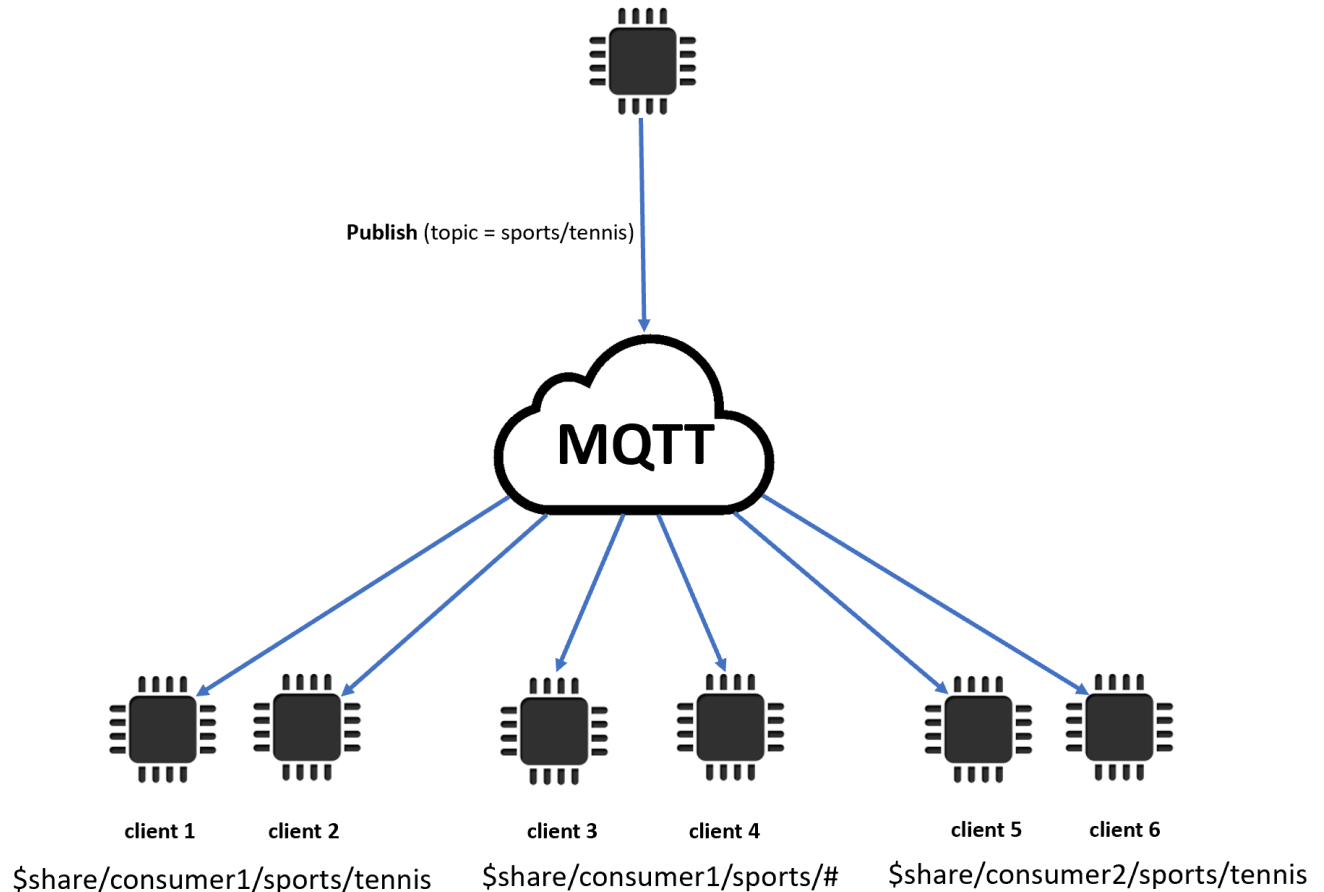 Publish (topic = sports/tennis)
MQTT
client 1
client 2
client 3
client 4
client 5
client 6
$share/consumer1/sports/tennis
$share/consumer1/sports/#
$share/consumer2/sports/tennis